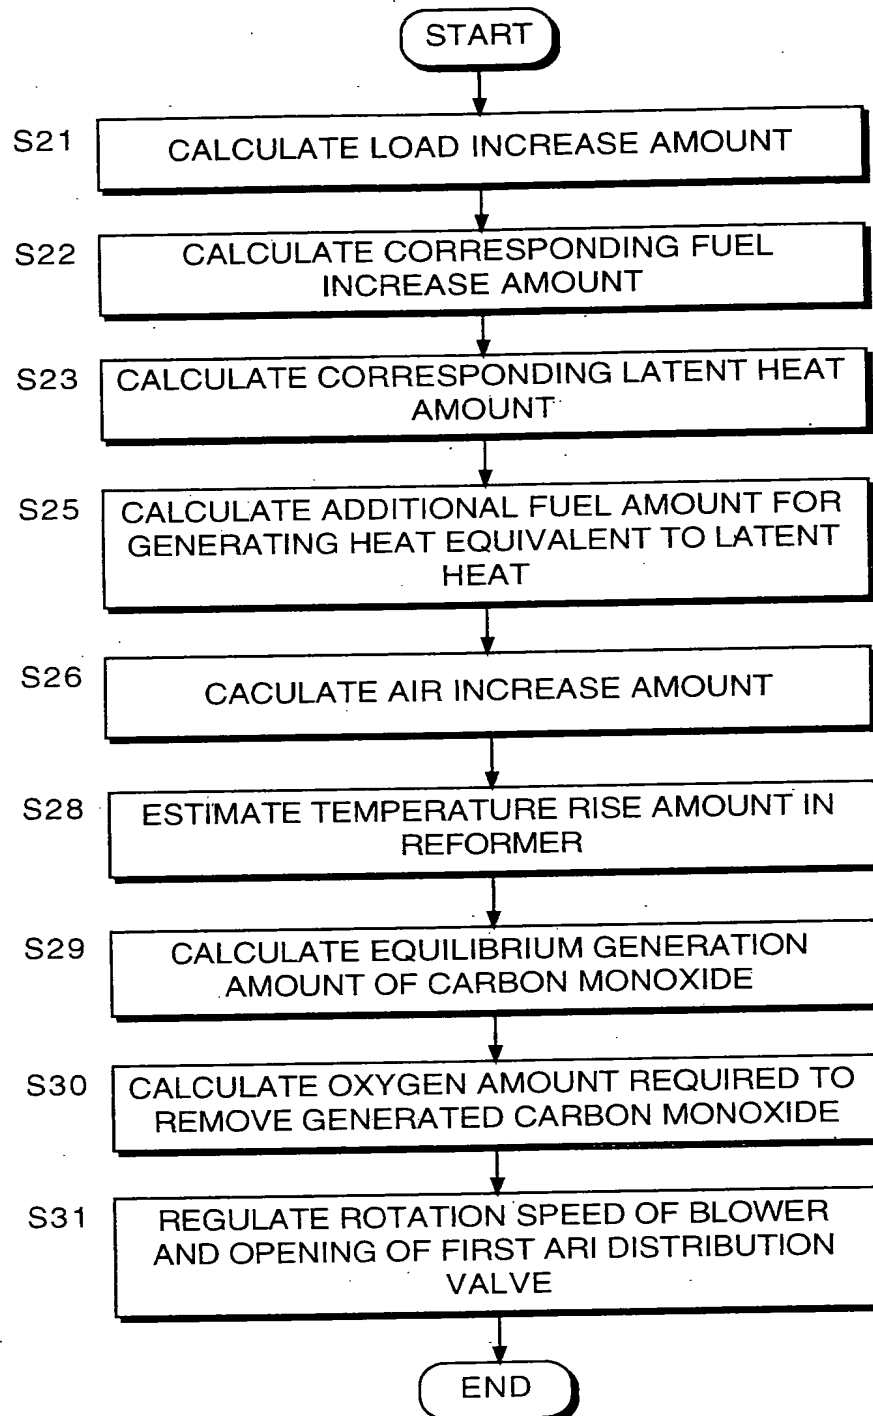 START
S21
CALCULATE LOAD INCREASE AMOUNT
S22
CALCULATE CORRESPONDING FUEL
INCREASE AMOUNT
S23
CALCULATE CORRESPONDING LATENT HEAT
AMOUNT
S25
CALCULATE ADDITIONAL FUEL AMOUNT FOR
GENERATING HEAT EQUIVALENT TO LATENT
HEAT
S26
CACULATE AIR INCREASE AMOUNT
S28
ESTIMATE TEMPERATURE RISE AMOUNT IN
REFORMER
S29
CALCULATE EQUILIBRIUM GENERATION
AMOUNT OF CARBON MONOXIDE
S30
CALCULATE OXYGEN AMOUNT REQUIRED TO
REMOVE GENERATED CARBON MONOXIDE
S31
REGULATE ROTATION SPEED OF BLOWER
AND OPENING OF FIRST ARI DISTRIBUTION
VALVE
END